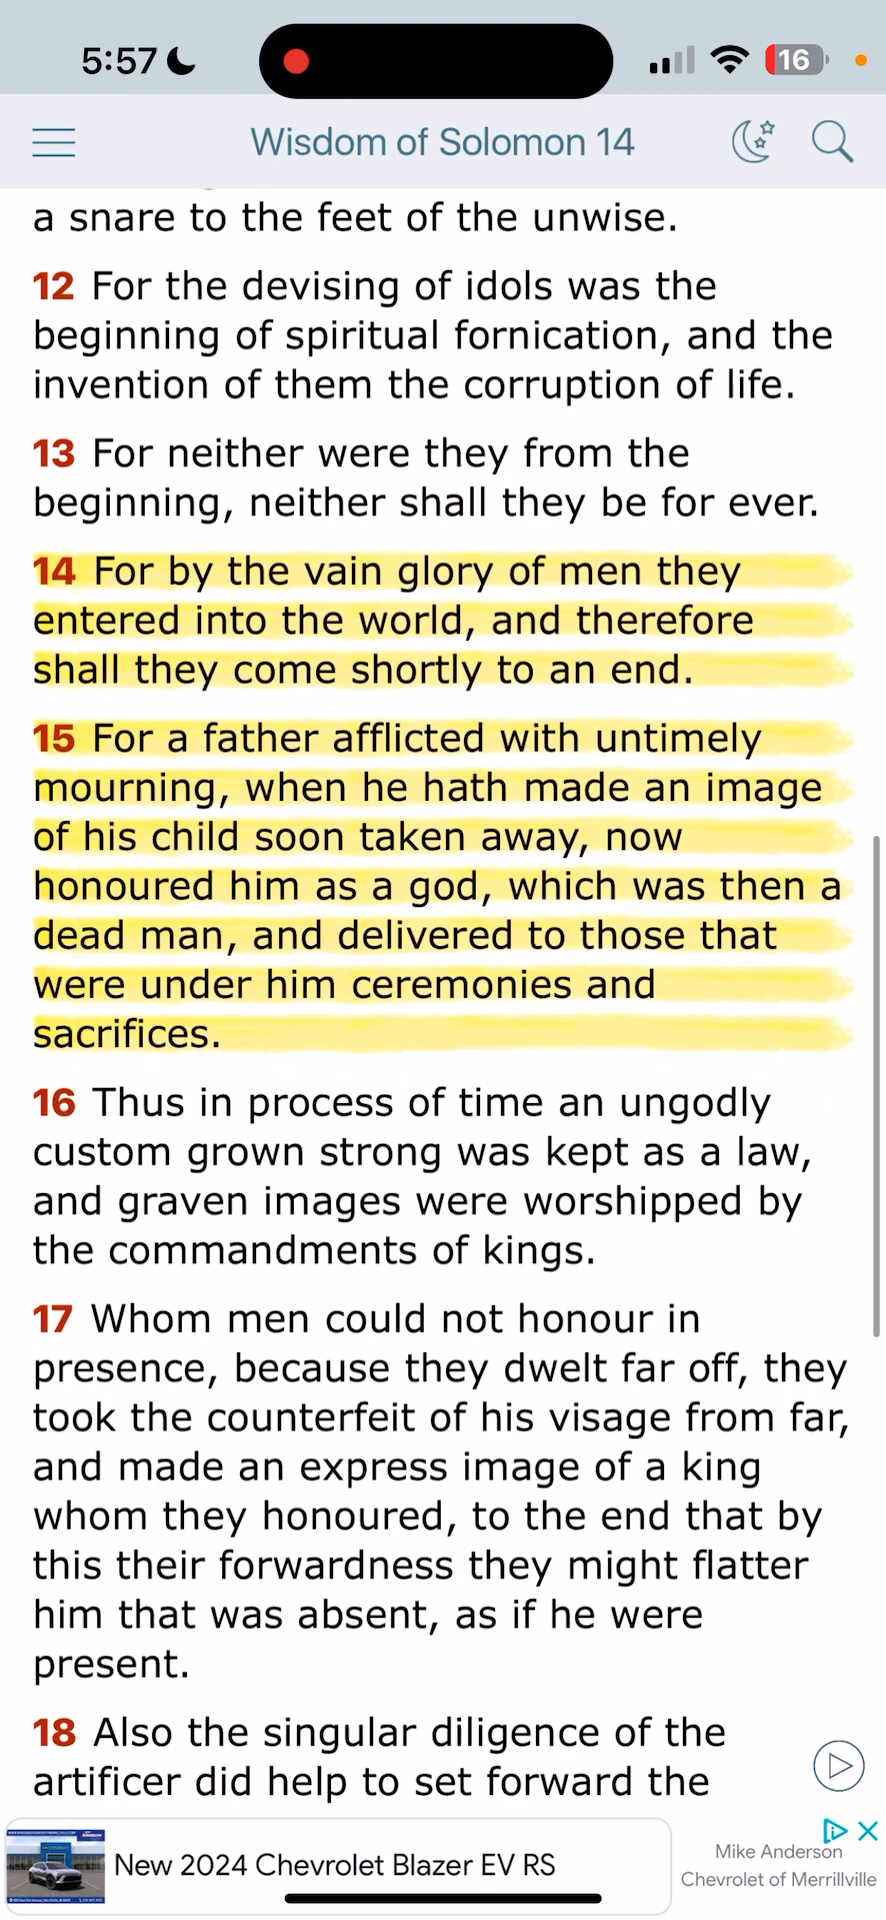 5:57
16
Wisdom of Solomon 14
a snare to the feet of the unwise.
12 For the devising of idols was the
beginning of spiritual fornication, and the
invention of them the corruption of life.
13 For neither were they from the
beginning, neither shall they be for ever.
14 For by the vain glory of men they
entered into the world, and therefore
shall they come shortly to an end.
15 For a father afflicted with untimely
mourning, when he hath made an image
of his child soon taken away, now
honoured him as a god, which was then a
dead man, and delivered to those that
were under him ceremonies and
sacrifices.
16 Thus in process of time an ungodly
custom grown strong was kept as a law,
and graven images were worshipped by
the commandments of kings.
17 Whom men could not honour in
presence, because they dwelt far off, they
took the counterfeit of his visage from far,
and made an express image of a king
whom they honoured, to the end that by
this their forwardness they might flatter
him that was absent, as if he were
present.
18 Also the singular diligence of the
artificer did help to set forward the
New 2024 Chevrolet Blazer EV RS
Mike Anderson
Chevrolet of Merrillville